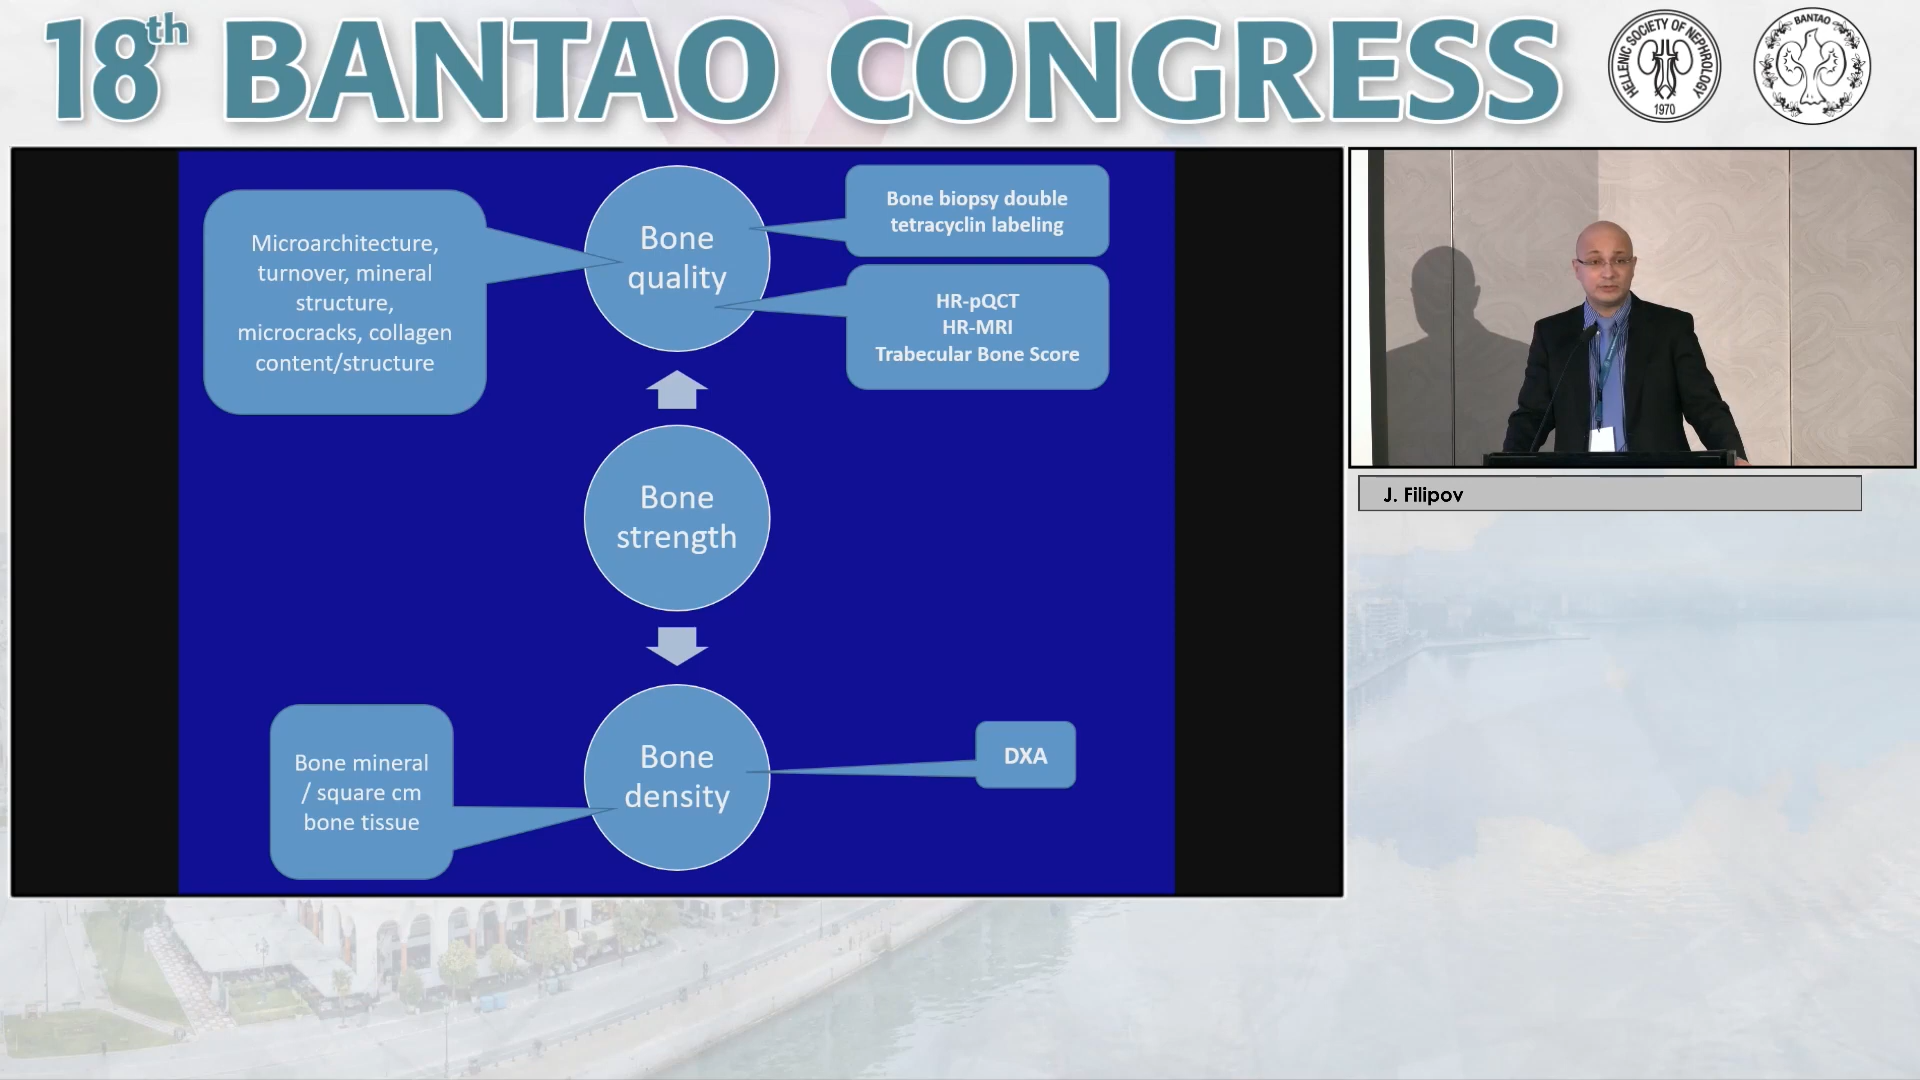 18th BANTAO CONGRESS
HELLENIC SOCIETY OF NEPHROLOGY
1970
BANTAO
Microarchitecture,
turnover, mineral
structure,
microcracks, collagen
content/structure
Bone
quality
Bone biopsy double
tetracyclin labeling
HR-pQCT
HR-MRI
Trabecular Bone Score
Bone
strength
Bone mineral
/ square cm
bone tissue
Bone
density
DXA
J. Filipov